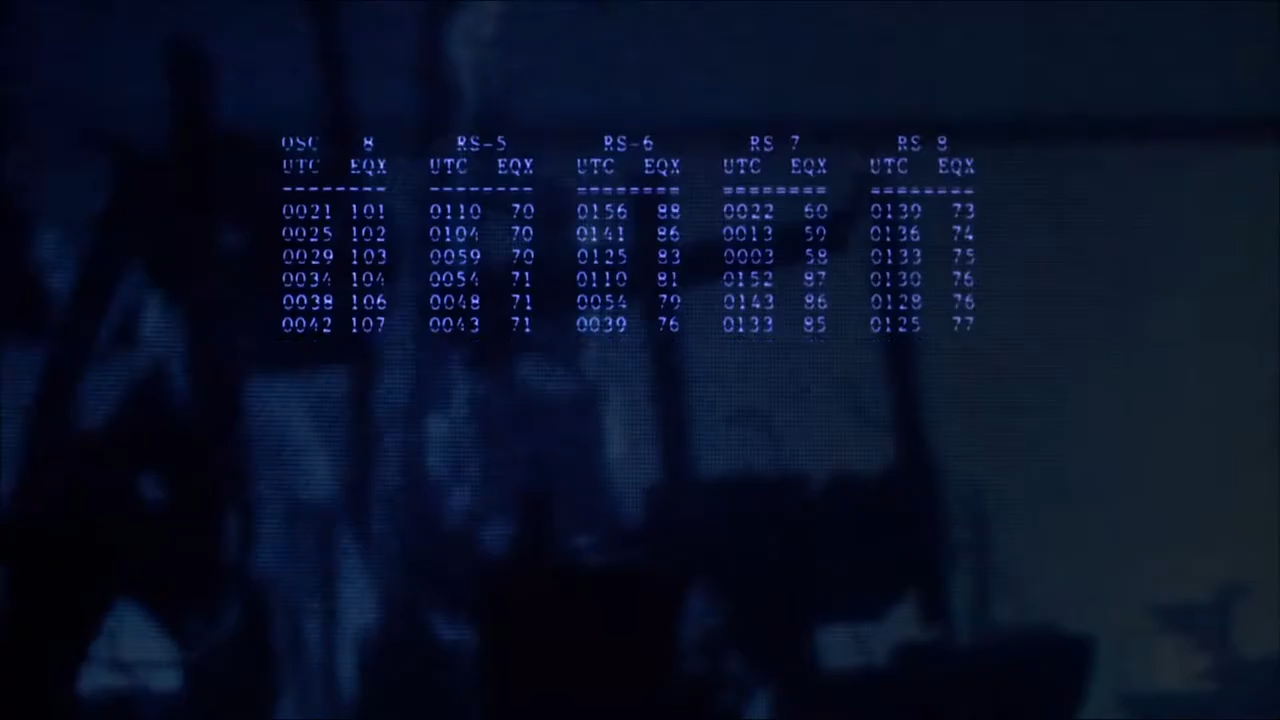 OSC 8 RS-5 RS-6 RS 7 RS 8
UTC EQX UTC EQX UTC EQX UTC EQX UTC EQX
-------- -------- ======== ======== ========
0021 101 0110 70 0156 88 0022 60 0139 73
0025 102 0104 70 0141 86 0013 59 0136 74
0029 103 0059 70 0125 83 0003 58 0133 75
0034 104 0054 71 0110 81 0152 87 0130 76
0038 106 0048 71 0054 79 0143 86 0128 76
0042 107 0043 71 0039 76 0133 85 0125 77